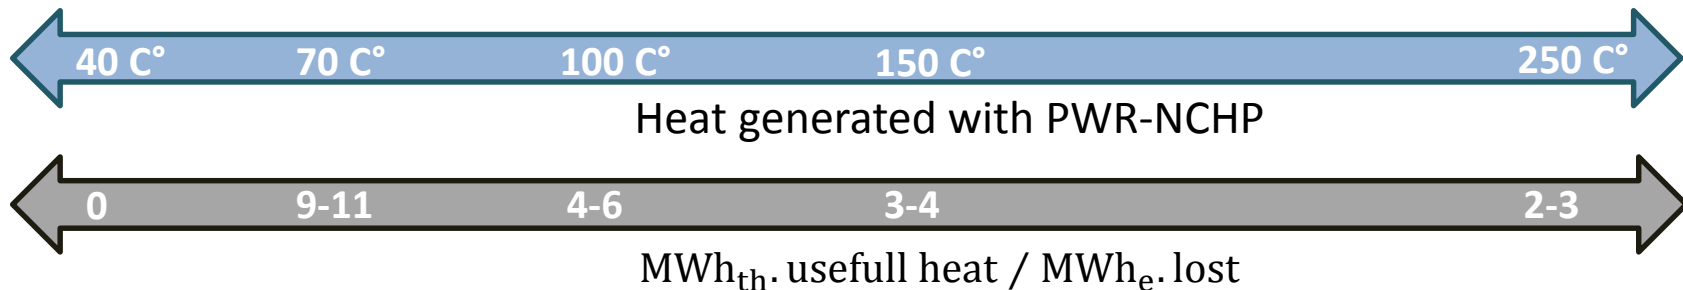 40 C° 70 C° 100 C° 150 C° 250 C°
Heat generated with PWR-NCHP
0 9-11 4-6 3-4 2-3
MWhth. usefull heat / MWhe. lost